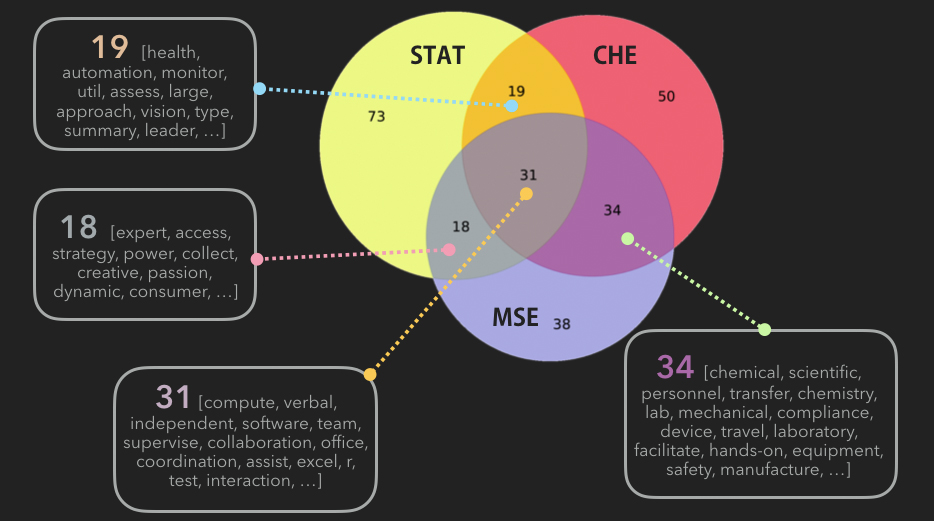 19 [health,
automation, monitor,
util, assess, large,
approach, vision, type,
summary, leader, …]
STAT
CHE
19
50
73
31
34
18
18 [expert, access,
strategy, power, collect,
creative, passion,
dynamic, consumer, …]
MSE 38
31 [compute, verbal,
independent, software, team,
supervise, collaboration, office,
coordination, assist, excel, r,
test, interaction, …]
34 [chemical, scientific,
personnel, transfer, chemistry,
lab, mechanical, compliance,
device, travel, laboratory,
facilitate, hands-on, equipment,
safety, manufacture, …]